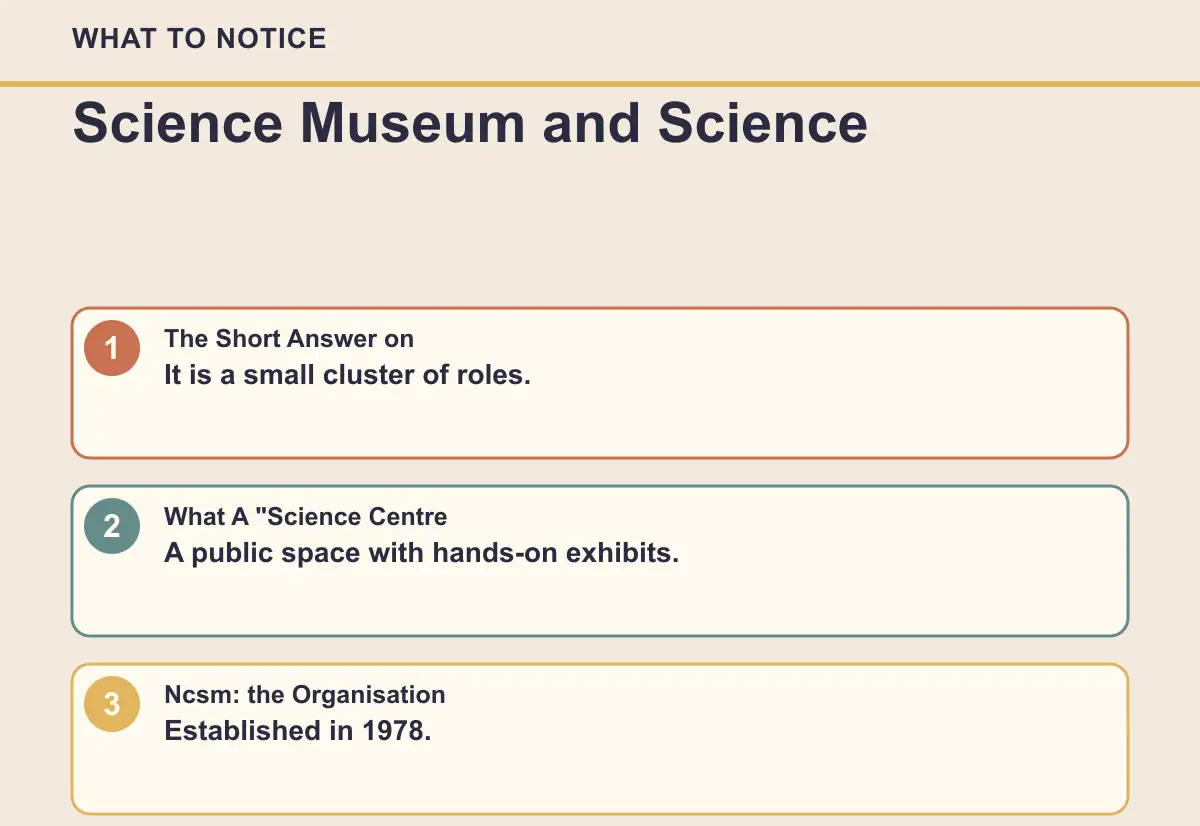 WHAT TO NOTICE
Science Museum and Science
1
The Short Answer on
It is a small cluster of roles.
2
What A "Science Centre
A public space with hands-on exhibits.
3
Ncsm: the Organisation
Established in 1978.